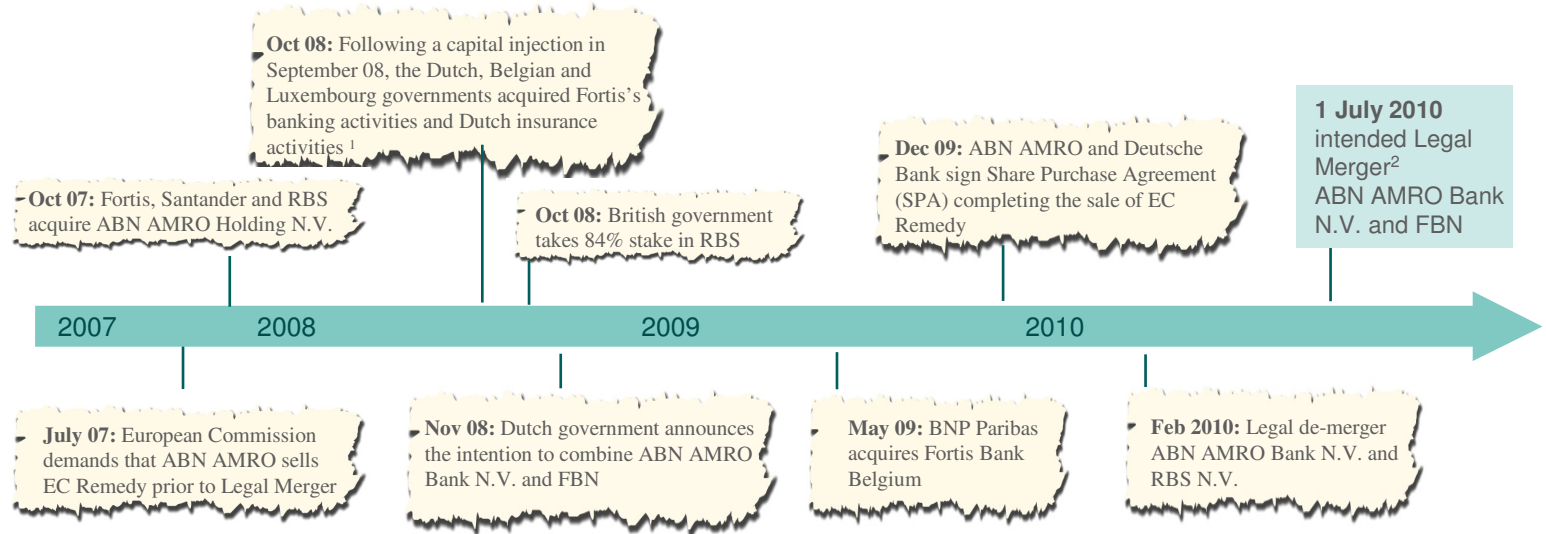 Oct 08: Following a capital injection in
September 08, the Dutch, Belgian and
Luxembourg governments acquired Fortis's
banking activities and Dutch insurance
activities ¹
Oct 07: Fortis, Santander and RBS
acquire ABN AMRO Holding N.V.
Oct 08: British government
takes 84% stake in RBS
Dec 09: ABN AMRO and Deutsche
Bank sign Share Purchase Agreement
(SPA) completing the sale of EC
Remedy
1 July 2010
intended Legal
Merger²
ABN AMRO Bank
N.V. and FBN
2007 2008 2009 2010
July 07: European Commission
demands that ABN AMRO sells
EC Remedy prior to Legal Merger
Nov 08: Dutch government announces
the intention to combine ABN AMRO
Bank N.V. and FBN
May 09: BNP Paribas
acquires Fortis Bank
Belgium
Feb 2010: Legal de-merger
ABN AMRO Bank N.V. and
RBS N.V.